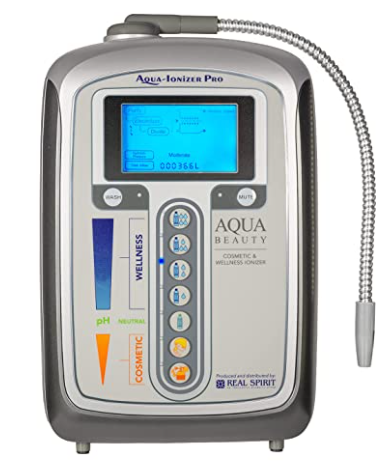 AQUA-IONIZER PRO
000366L
WASH
MUTE
AQUA
BEAUTY
COSMETIC &
WELLNESS IONIZER
WELLNESS
pH
NEUTRAL
COSMETIC
Produced and distributed by:
REAL SPIRIT